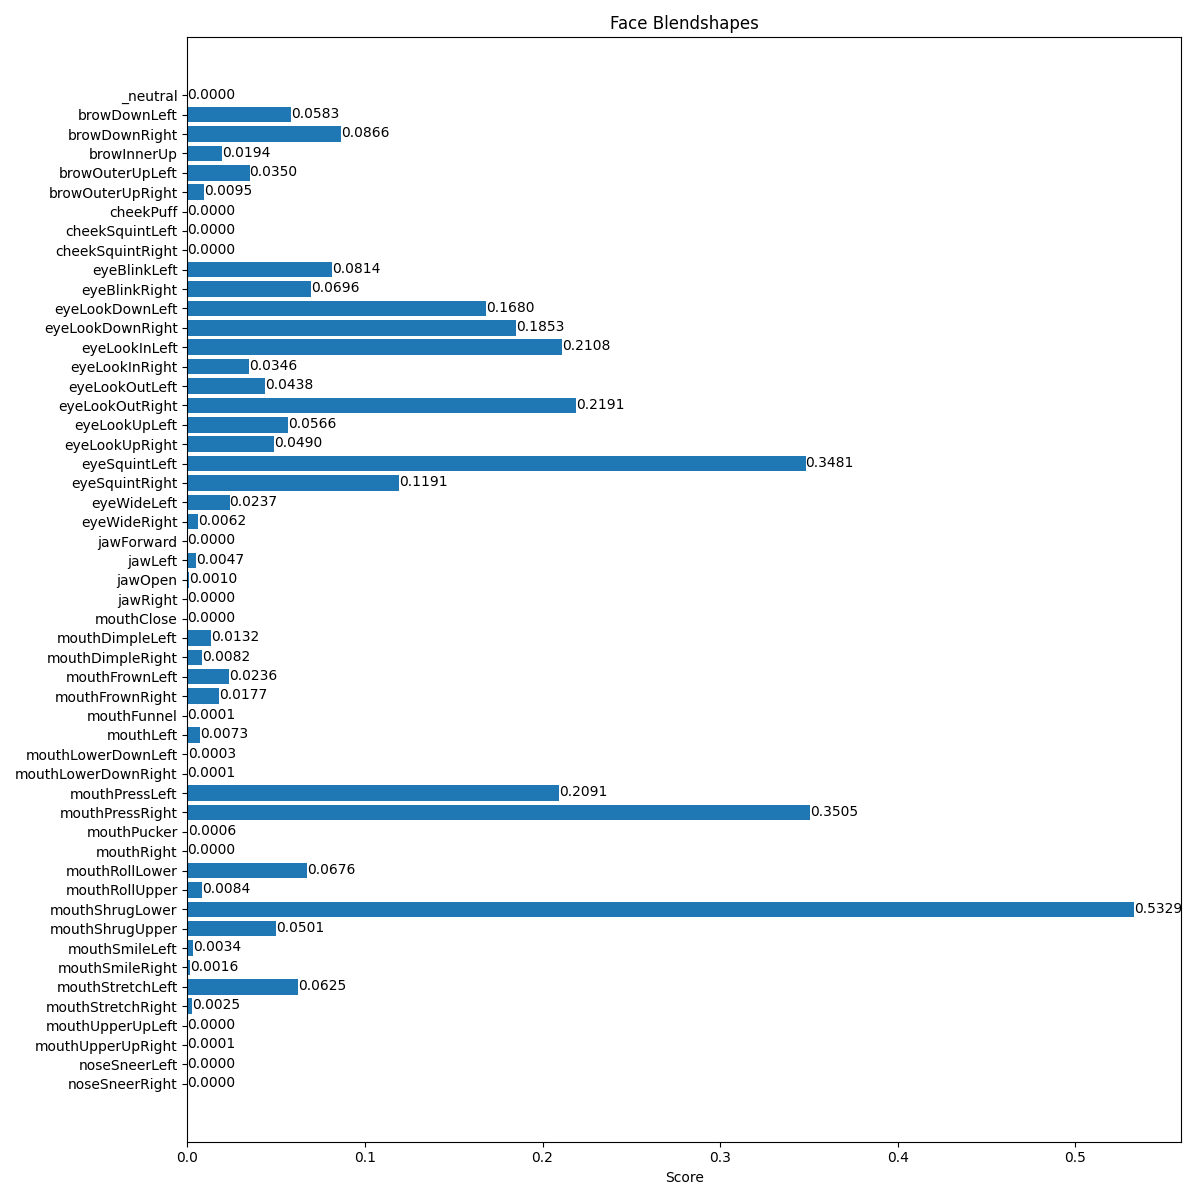 Face Blendshapes
_neutral 0.0000
browDownLeft 0.0583
browDownRight 0.0866
browInnerUp 0.0194
browOuterUpLeft 0.0350
browOuterUpRight 0.0095
cheekPuff 0.0000
cheekSquintLeft 0.0000
cheekSquintRight 0.0000
eyeBlinkLeft 0.0814
eyeBlinkRight 0.0696
eyeLookDownLeft 0.1680
eyeLookDownRight 0.1853
eyeLookInLeft 0.2108
eyeLookInRight 0.0346
eyeLookOutLeft 0.0438
eyeLookOutRight 0.2191
eyeLookUpLeft 0.0566
eyeLookUpRight 0.0490
eyeSquintLeft 0.3481
eyeSquintRight 0.1191
eyeWideLeft 0.0237
eyeWideRight 0.0062
jawForward 0.0000
jawLeft 0.0047
jawOpen 0.0010
jawRight 0.0000
mouthClose 0.0000
mouthDimpleLeft 0.0132
mouthDimpleRight 0.0082
mouthFrownLeft 0.0236
mouthFrownRight 0.0177
mouthFunnel 0.0001
mouthLeft 0.0073
mouthLowerDownLeft 0.0003
mouthLowerDownRight 0.0001
mouthPressLeft 0.2091
mouthPressRight 0.3505
mouthPucker 0.0006
mouthRight 0.0000
mouthRollLower 0.0676
mouthRollUpper 0.0084
mouthShrugLower 0.5329
mouthShrugUpper 0.0501
mouthSmileLeft 0.0034
mouthSmileRight 0.0016
mouthStretchLeft 0.0625
mouthStretchRight 0.0025
mouthUpperUpLeft 0.0000
mouthUpperUpRight 0.0001
noseSneerLeft 0.0000
noseSneerRight 0.0000
0.0 0.1 0.2 0.3 0.4 0.5
Score